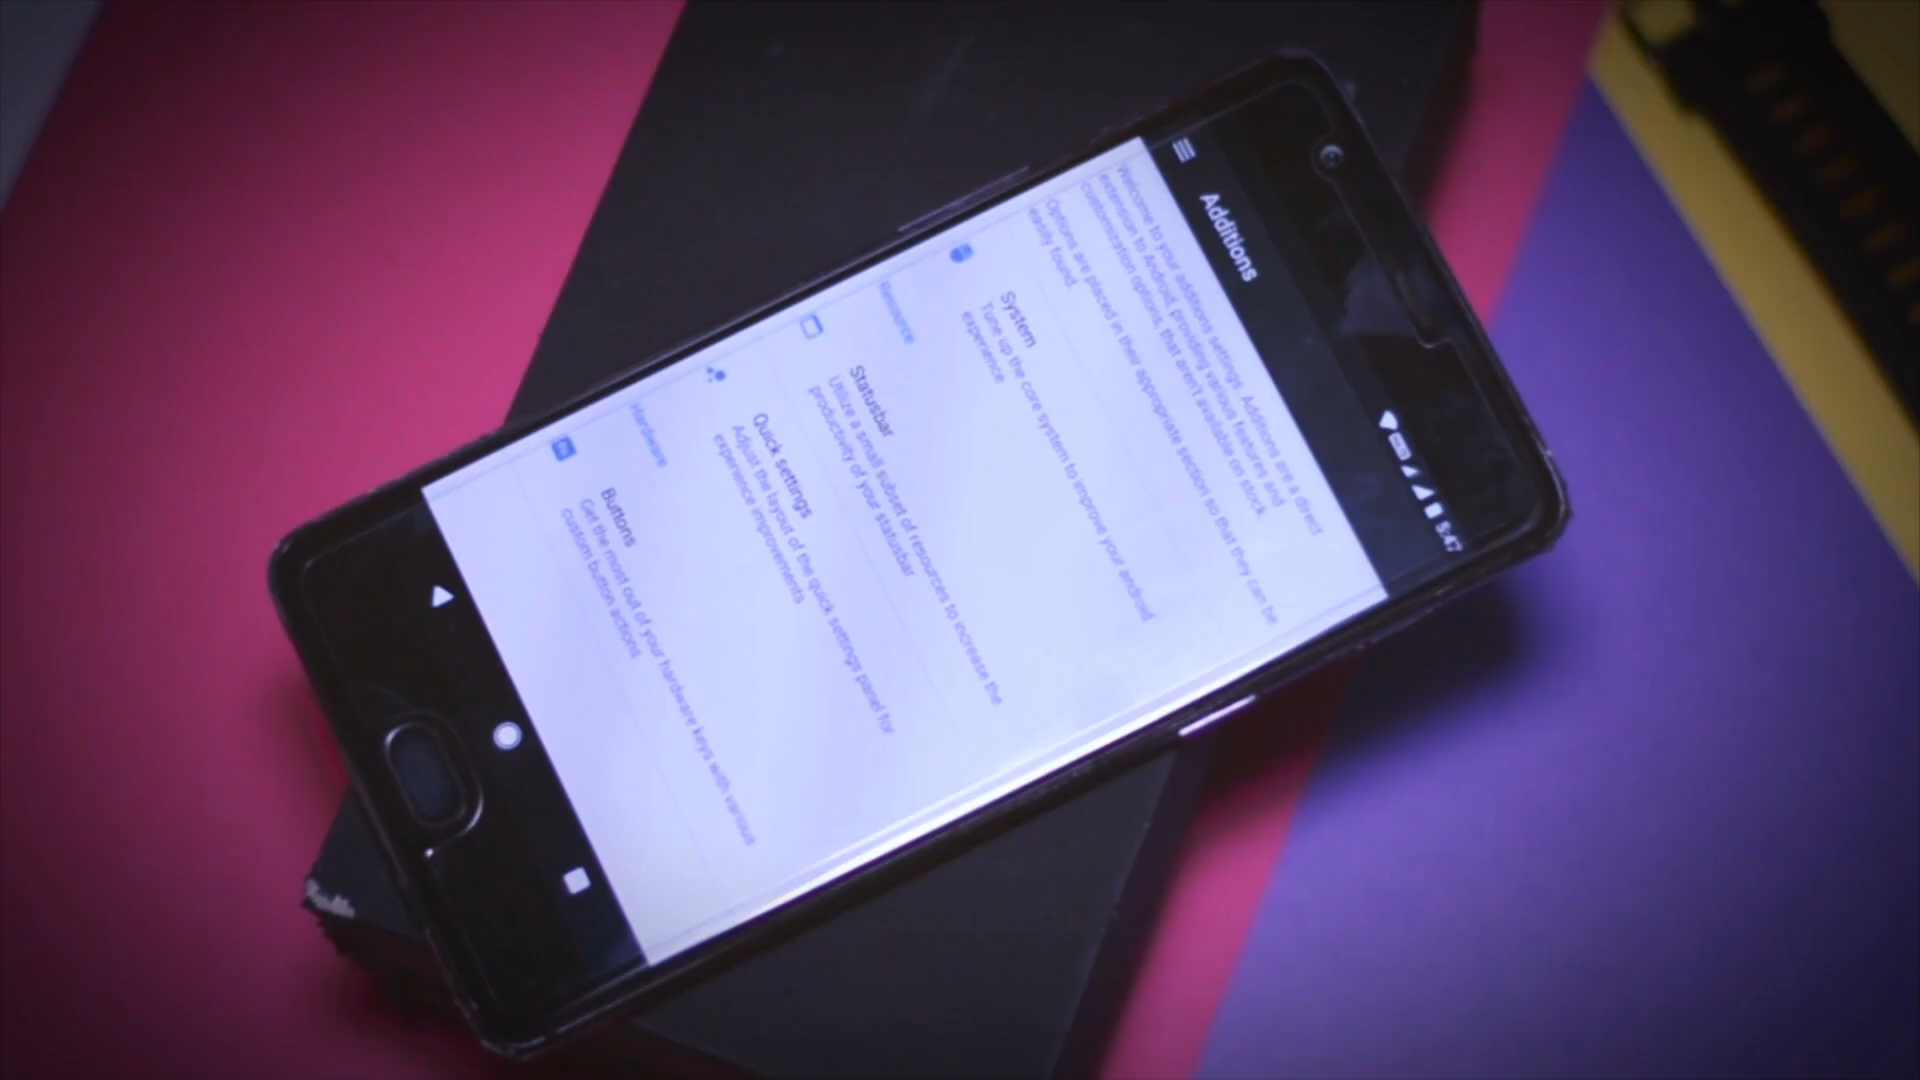 5:47
Additions
Welcome to your additions settings. Additions are a direct
extension to Android, providing various features and
customization options, that aren't available on stock
Options are placed in their appropriate section so that they can be
easily found
System
Tune up the core system to improve your android
experience
Resource
Statusbar
Utilize a small subset of resources to increase the
productivity of your statusbar
Quick settings
Adjust the layout of the quick settings panel for
experience improvements
Hardware
Buttons
Get the most out of your hardware keys with various
custom button actions